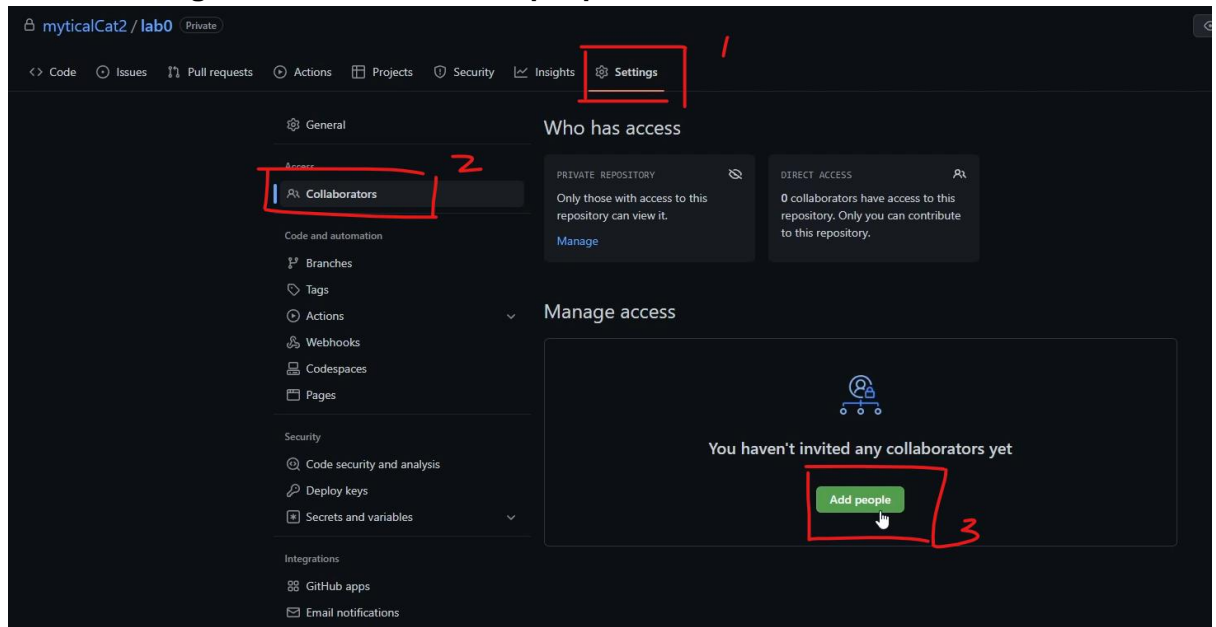 myticalCat2 / lab0 Private
Code Issues Pull requests Actions Projects Security Insights Settings
1
General
Access
2
Collaborators
Code and automation
Branches
Tags
Actions
Webhooks
Codespaces
Pages
Security
Code security and analysis
Deploy keys
Secrets and variables
Integrations
GitHub apps
Email notifications
Who has access
PRIVATE REPOSITORY
Only those with access to this
repository can view it.
Manage
DIRECT ACCESS
0 collaborators have access to this
repository. Only you can contribute
to this repository.
Manage access
You haven't invited any collaborators yet
Add people
3